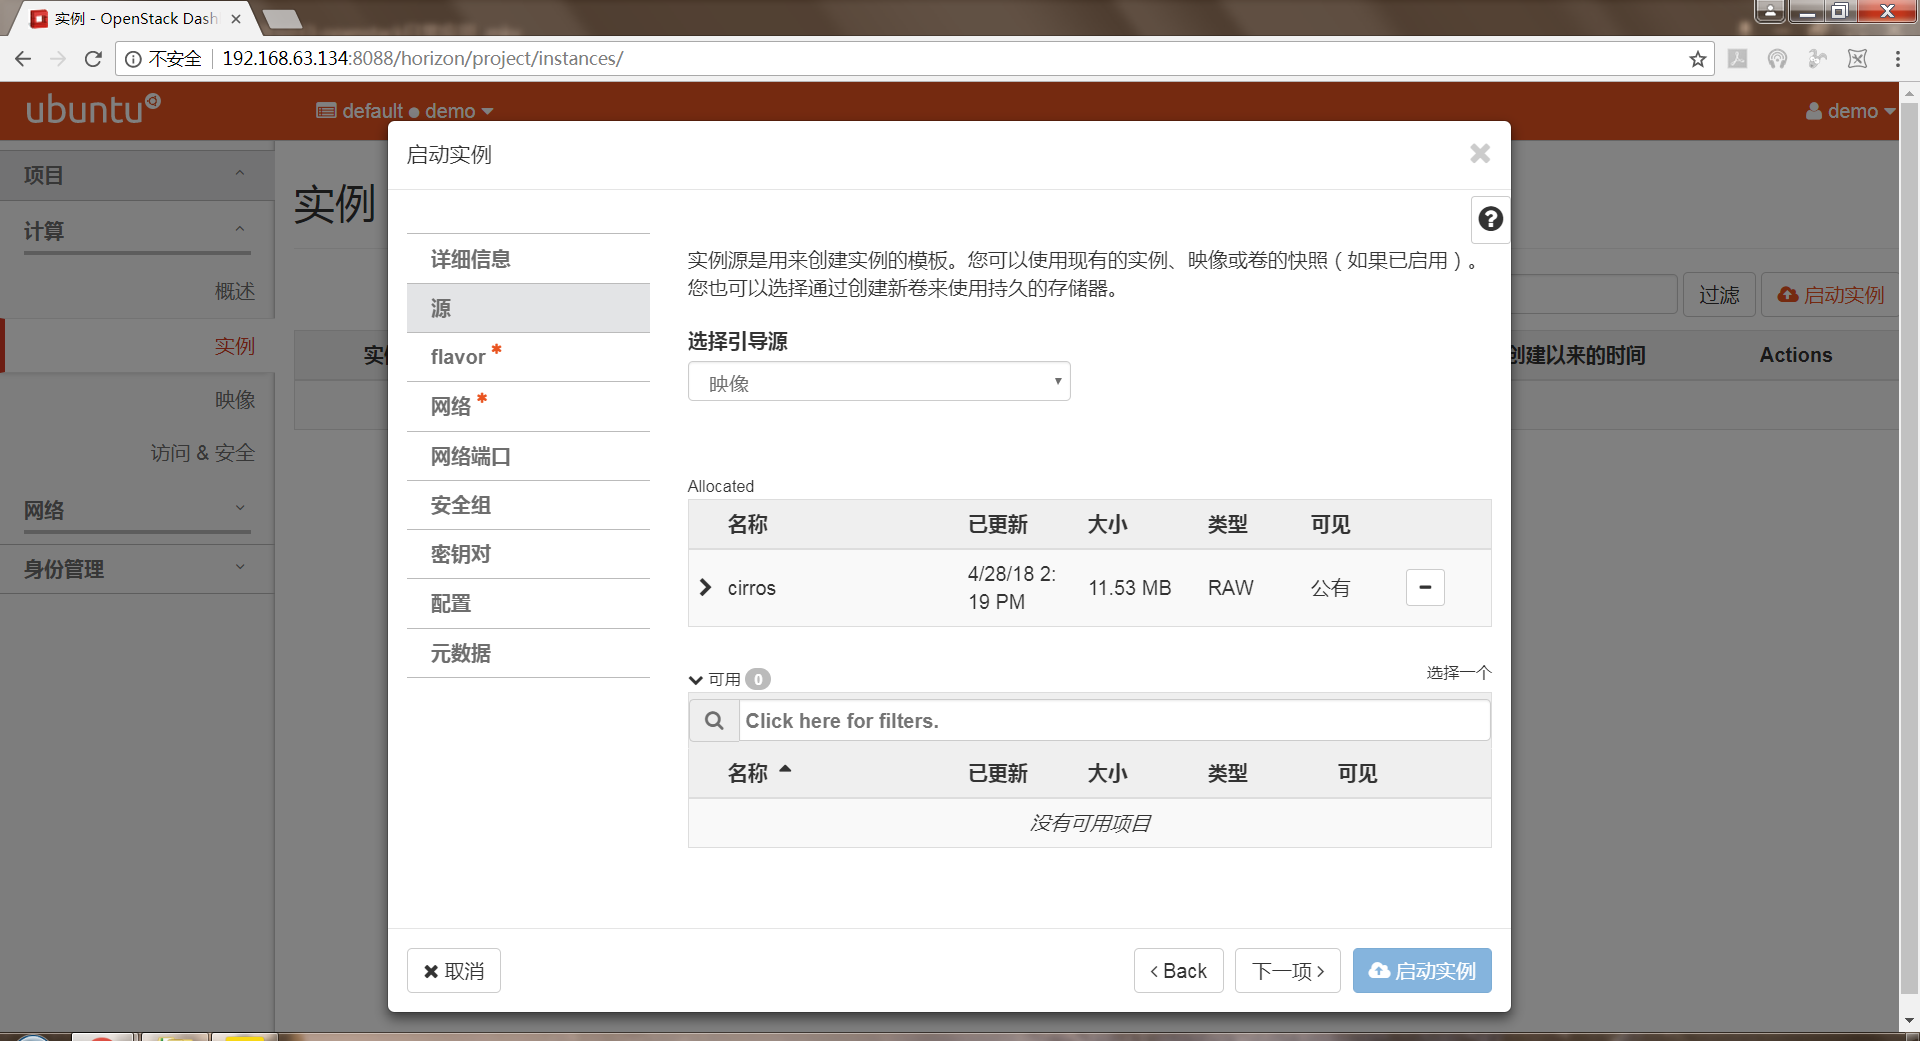 实例 - OpenStack Dash
不安全 192.168.63.134:8088/horizon/project/instances/
ubuntu
default ● demo
demo
项目
计算
概述
实例
映像
访问 & 安全
网络
身份管理
实例
过滤
启动实例
创建以来的时间
Actions
启动实例
详细信息
源
flavor *
网络 *
网络端口
安全组
密钥对
配置
元数据
实例源是用来创建实例的模板。您可以使用现有的实例、映像或卷的快照（如果已启用）。
您也可以选择通过创建新卷来使用持久的存储器。
选择引导源
映像
Allocated
名称 已更新 大小 类型 可见
cirros 4/28/18 2:19 PM 11.53 MB RAW 公有
可用 0
选择一个
Click here for filters.
名称 已更新 大小 类型 可见
没有可用项目
取消
‹ Back
下一项 ›
启动实例